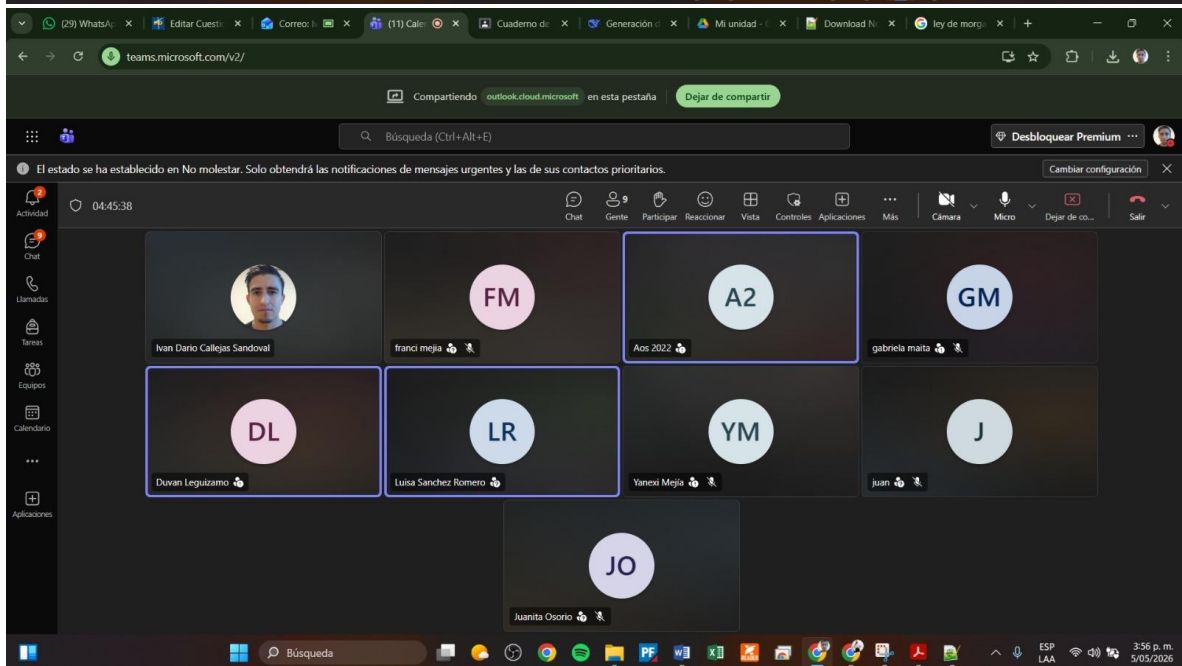 (29) WhatsAp
Editar Cuestic
Correo: N
(11) Caler
Cuaderno de
Generación d
Mi unidad - G
Download No
ley de morga
teams.microsoft.com/v2/
Compartiendo outlook.cloud.microsoft en esta pestaña Dejar de compartir
Búsqueda (Ctrl+Alt+E)
Desbloquear Premium ...
El estado se ha establecido en No molestar. Solo obtendrá las notificaciones de mensajes urgentes y las de sus contactos prioritarios.
Cambiar configuración
2
Actividad
9
Chat
Llamadas
Tareas
Equipos
Calendario
...
Aplicaciones
04:45:38
Chat
9
Gente
Participar
Reaccionar
Vista
Controles
Aplicaciones
Más
Cámara
Micro
Dejar de co...
Salir
Ivan Dario Callejas Sandoval
FM
franci mejia
A2
Aos 2022
GM
gabriela maita
DL
Duvan Leguizamo
LR
Luisa Sanchez Romero
YM
Yanexi Mejía
J
juan
JO
Juanita Osorio
Búsqueda
ESP
LAA
3:56 p. m.
5/05/2026